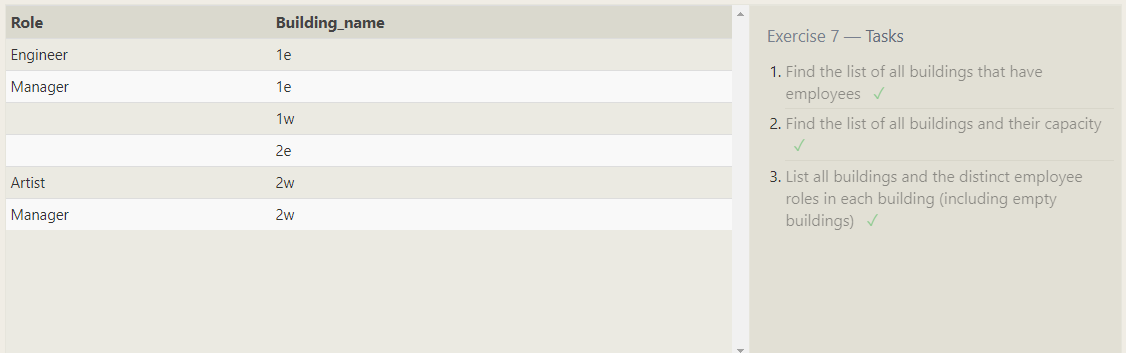 Role Building_name
Engineer 1e
Manager 1e
1w
2e
Artist 2w
Manager 2w
Exercise 7 — Tasks
1. Find the list of all buildings that have
employees ✓
2. Find the list of all buildings and their capacity
✓
3. List all buildings and the distinct employee
roles in each building (including empty
buildings) ✓